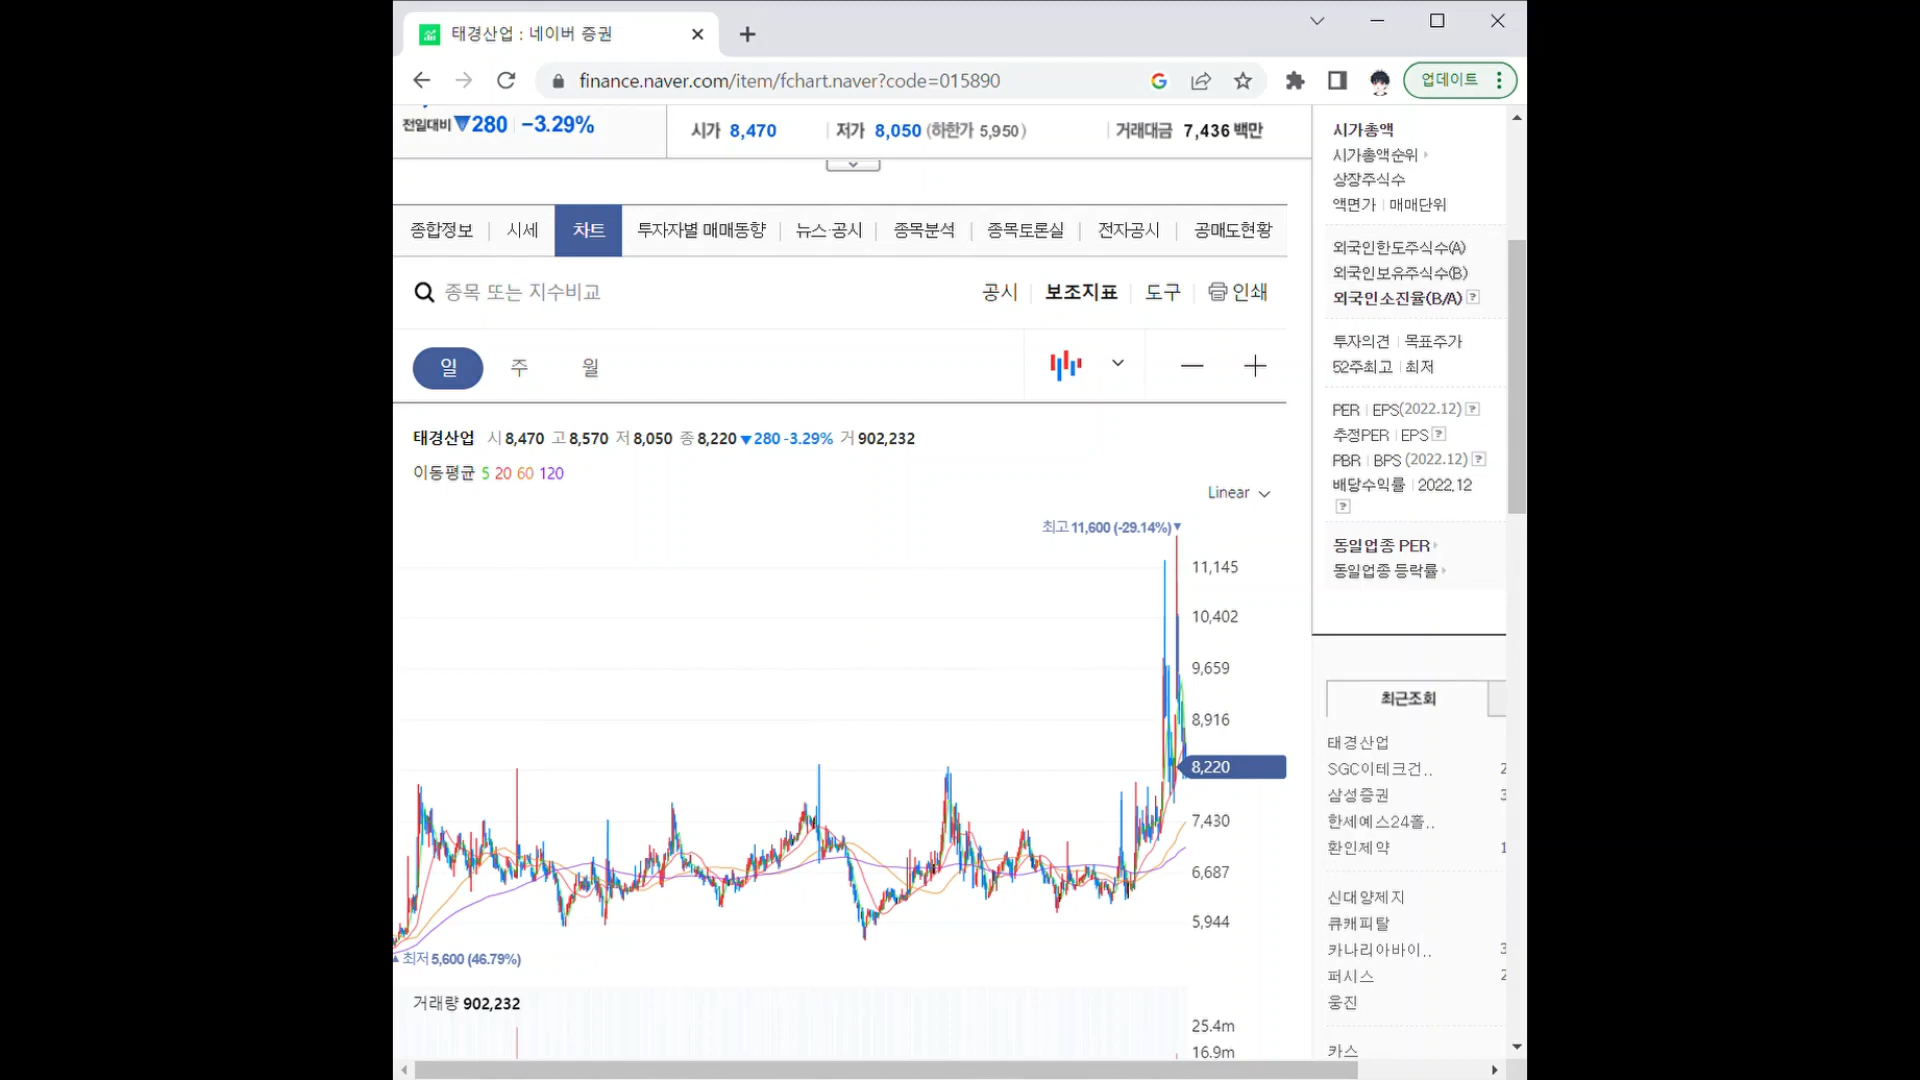 태경산업 : 네이버 증권
finance.naver.com/item/fchart.naver?code=015890
업데이트
전일대비 ▼280 −3.29%
시가 8,470 저가 8,050 (하한가 5,950) 거래대금 7,436 백만
종합정보 시세 차트 투자자별 매매동향 뉴스·공시 종목분석 종목토론실 전자공시 공매도현황
종목 또는 지수비교
공시 보조지표 도구 인쇄
일 주 월
태경산업 시 8,470 고 8,570 저 8,050 종 8,220 ▼280 -3.29% 거 902,232
이동평균 5 20 60 120
Linear
최고 11,600 (-29.14%)▼
11,145
10,402
9,659
8,916
8,220
7,430
6,687
5,944
▲최저 5,600 (46.79%)
거래량 902,232
25.4m
16.9m
시가총액
시가총액순위
상장주식수
액면가 매매단위
외국인한도주식수(A)
외국인보유주식수(B)
외국인소진율(B/A) ?
투자의견 목표주가
52주최고 최저
PER EPS(2022.12) ?
추정PER EPS ?
PBR BPS (2022.12) ?
배당수익률 2022.12
?
동일업종 PER
동일업종 등락률
최근조회
태경산업
SGC이테크건.. 2
삼성증권 3
한세예스24홀..
환인제약 1
신대양제지
큐캐피탈
카나리아바이.. 3
퍼시스 2
웅진
카스